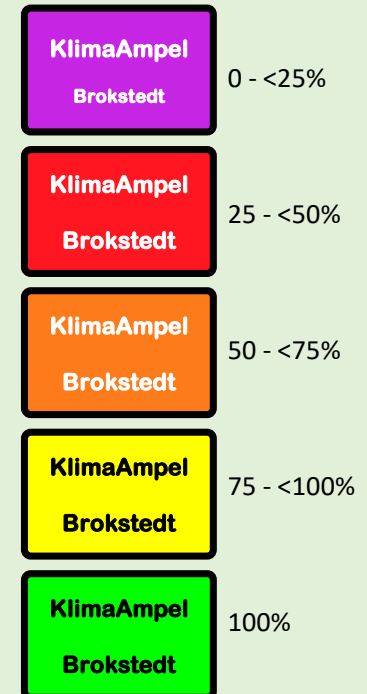 KlimaAmpel
Brokstedt
0 - <25%
KlimaAmpel
Brokstedt
25 - <50%
KlimaAmpel
Brokstedt
50 - <75%
KlimaAmpel
Brokstedt
75 - <100%
KlimaAmpel
Brokstedt
100%